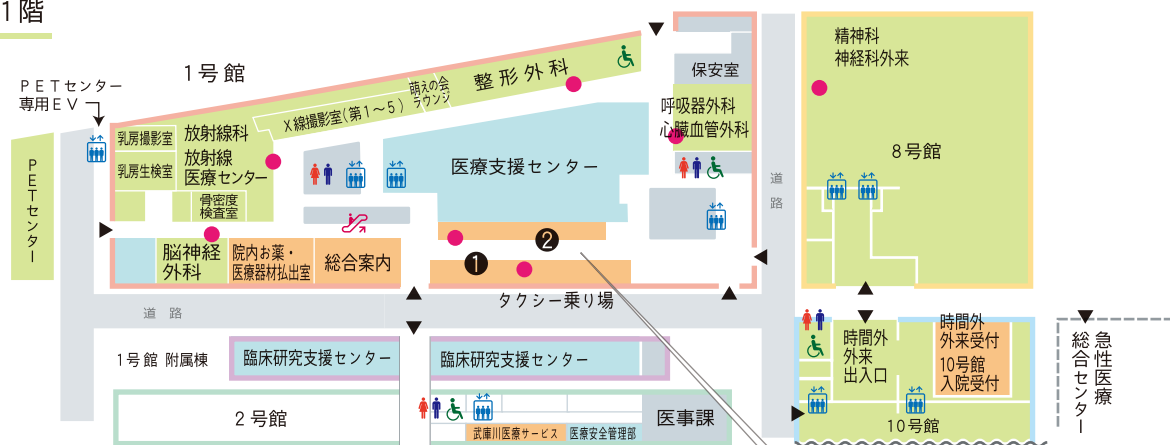 1階
1号館
PETセンター
専用EV
PETセンター
乳房撮影室
乳房生検室
放射線科
放射線
医療センター
骨密度
検査室
X線撮影室(第1〜5)
萌えの会
ラウンジ
整形外科
保安室
呼吸器外科
心臓血管外科
医療支援センター
脳神経
外科
院内お薬・
医療器材払出室
総合案内
1
2
タクシー乗り場
道路
道路
精神科
神経科外来
8号館
1号館 附属棟
臨床研究支援センター
臨床研究支援センター
2号館
武庫川医療サービス
医療安全管理部
医事課
時間外
外来
出入口
時間外
外来受付
10号館
入院受付
10号館
急性医療
総合センター